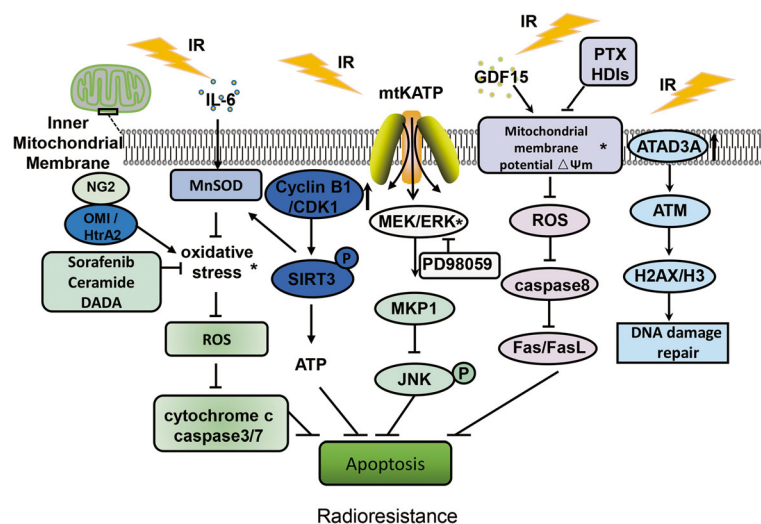 IR
IR
IR
IR
IL-6
GDF15
PTX
HDIs
mtKATP
Inner
Mitochondrial
Membrane
Mitochondrial
membrane *
potential △Ψm
ATAD3A
NG2
OMI /
HtrA2
MnSOD
Cyclin B1
/CDK1
MEK/ERK*
PD98059
ROS
ATM
Sorafenib
Ceramide
DADA
oxidative
stress *
P
SIRT3
caspase8
H2AX/H3
MKP1
ROS
ATP
JNK
P
Fas/FasL
DNA damage
repair
cytochrome c
caspase3/7
Apoptosis
Radioresistance